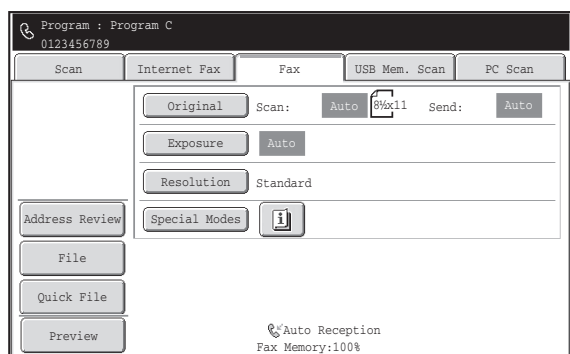 Program : Program C
0123456789
Scan Internet Fax Fax USB Mem. Scan PC Scan
Original Scan: Auto 8½x11 Send: Auto
Exposure Auto
Resolution Standard
Address Review Special Modes
File
Quick File
Preview Auto Reception
Fax Memory:100%